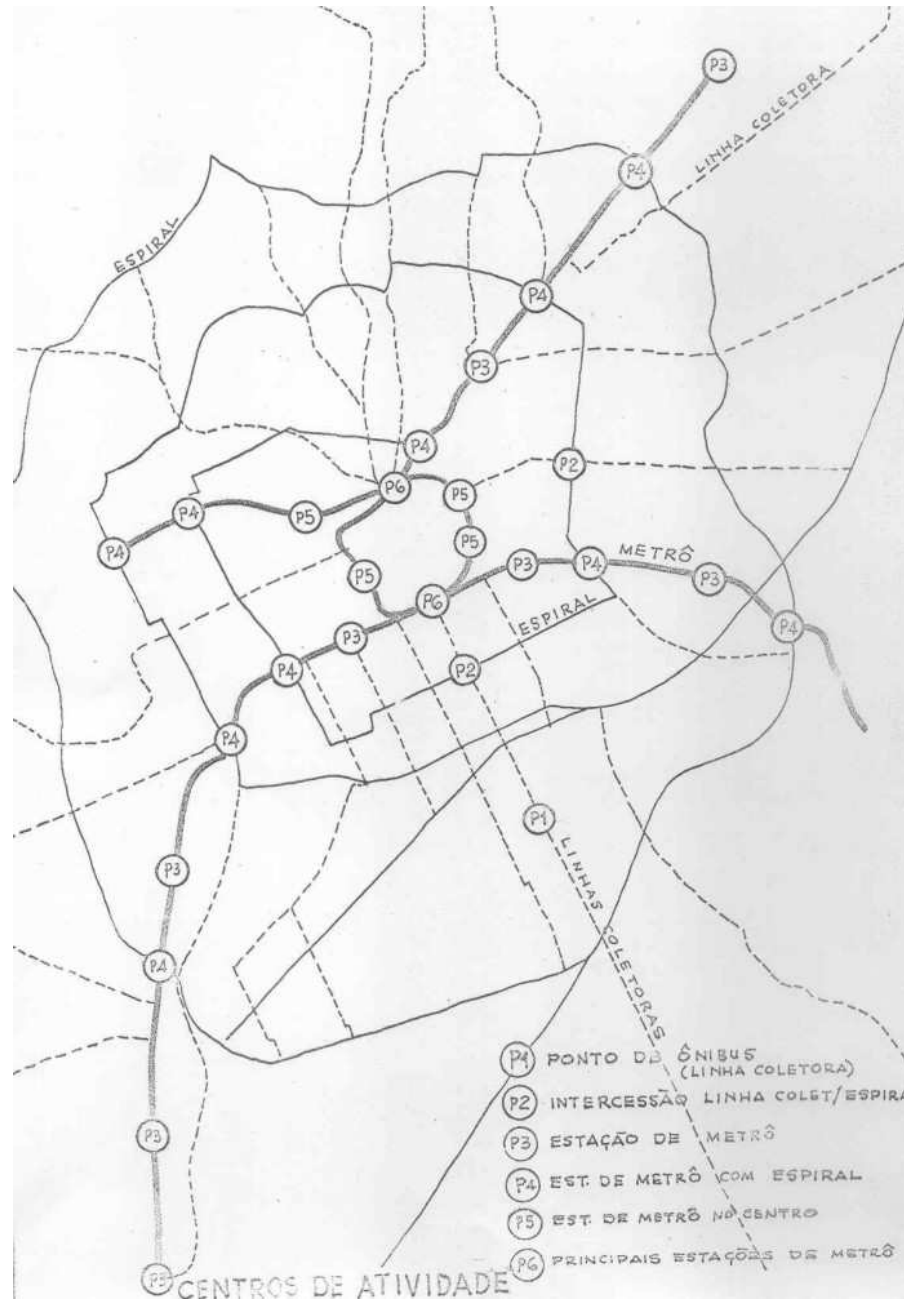 P3
LINHA COLETORA
P4
ESPIRAL
P4
P3
P4
P2
P6
P5
P4
P5
P4
P5
METRÔ
P3
P4
P3
P5
P6
ESPIRAL
P4
P3
P4
P2
P4
P1
LINHAS COLETORAS
P3
P4
P3
P3
P1 PONTO DE ÔNIBUS
(LINHA COLETORA)
P2 INTERCESSÃO LINHA COLET/ESPIRA
P3 ESTAÇÃO DE METRÔ
P4 EST. DE METRÔ COM ESPIRAL
P5 EST. DE METRÔ NO CENTRO
P6 PRINCIPAIS ESTAÇÕES DE METRÔ
CENTROS DE ATIVIDADE